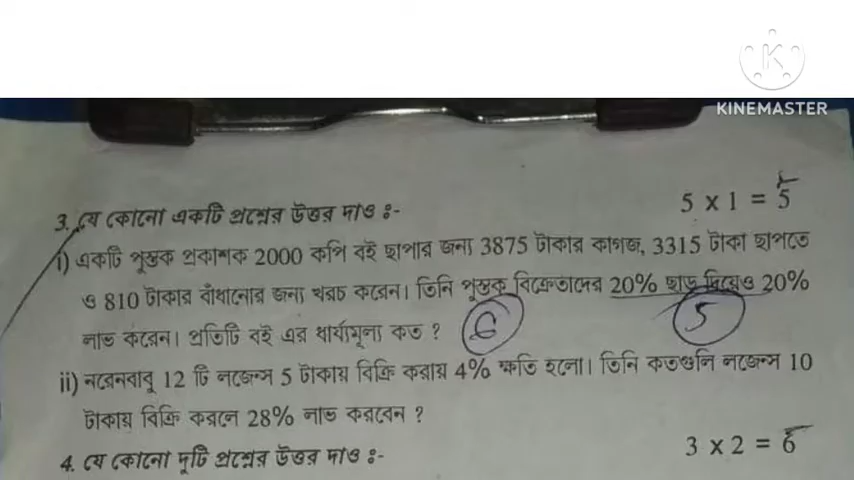 KINEMASTER
5 x 1 = 5
3. যে কোনো একটি প্রশ্নের উত্তর দাও ঃ-
i) একটি পুস্তক প্রকাশক 2000 কপি বই ছাপার জন্য 3875 টাকার কাগজ, 3315 টাকা ছাপতে
ও 810 টাকার বাঁধানোর জন্য খরচ করেন। তিনি পুস্তক বিক্রেতাদের 20% ছাড় দিয়েও 20%
লাভ করেন। প্রতিটি বই এর ধার্য্যমূল্য কত ?
ii) নরেনবাবু 12 টি লজেন্স 5 টাকায় বিক্রি করায় 4% ক্ষতি হলো। তিনি কতগুলি লজেন্স 10
টাকায় বিক্রি করলে 28% লাভ করবেন ?
3 x 2 = 6
4. যে কোনো দুটি প্রশ্নের উত্তর দাও ঃ-